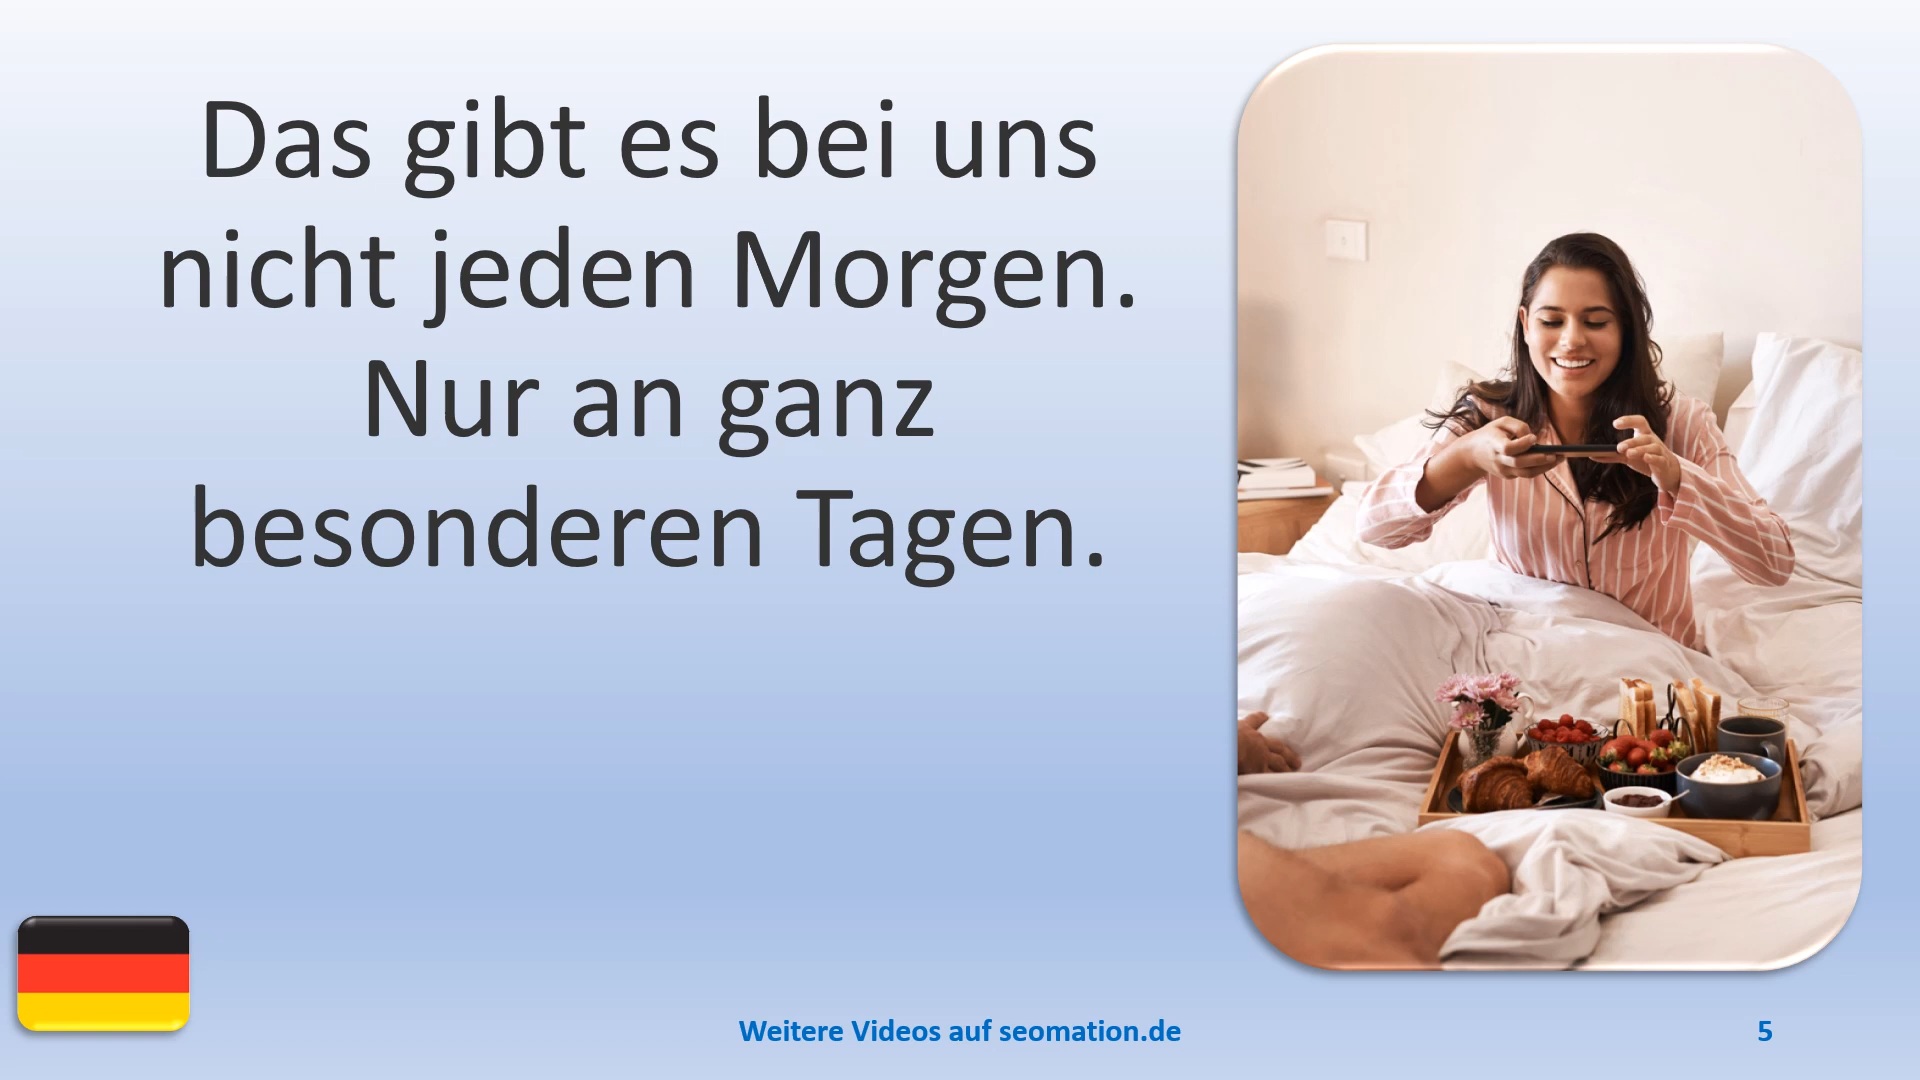 Das gibt es bei uns
nicht jeden Morgen.
Nur an ganz
besonderen Tagen.
Weitere Videos auf seomation.de
5